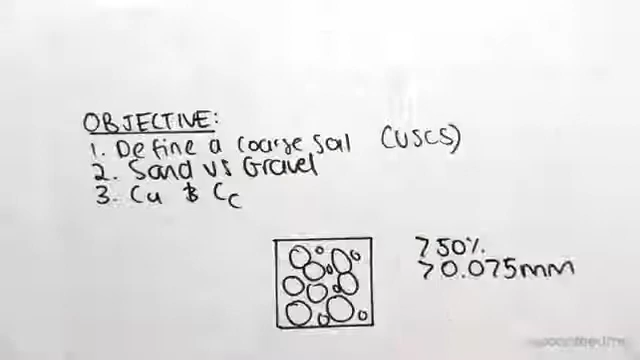 OBJECTIVE:
1. Define a coarse soil (USCS)
2. Sand vs Gravel
3. Cu & Cc
>50%
>0.075mm